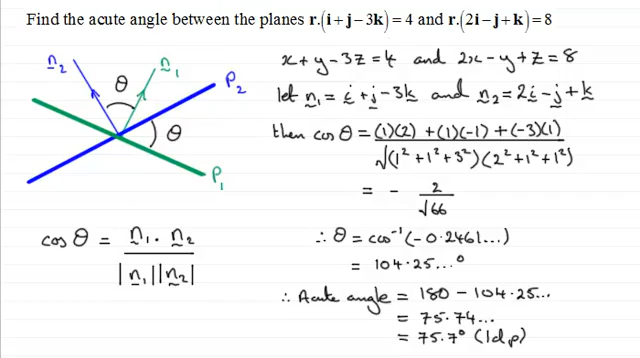 Find the acute angle between the planes r.(i+j−3k)=4 and r.(2i−j+k)=8
n₂ θ n₁ P₂
θ
P₁
cos θ = n₁ . n₂ / |n₁||n₂|
x+y−3z=4 and 2x−y+z=8
let n₁=i+j−3k and n₂=2i−j+k
then cos θ = (1)(2) + (1)(-1) + (-3)(1) / √(1²+1²+3²)(2²+1²+1²)
= − 2/√66
∴ θ = cos⁻¹(−0.2461...)
= 104.25...°
∴ Acute angle = 180 − 104.25...
= 75.74...
= 75.7° (1d.p)